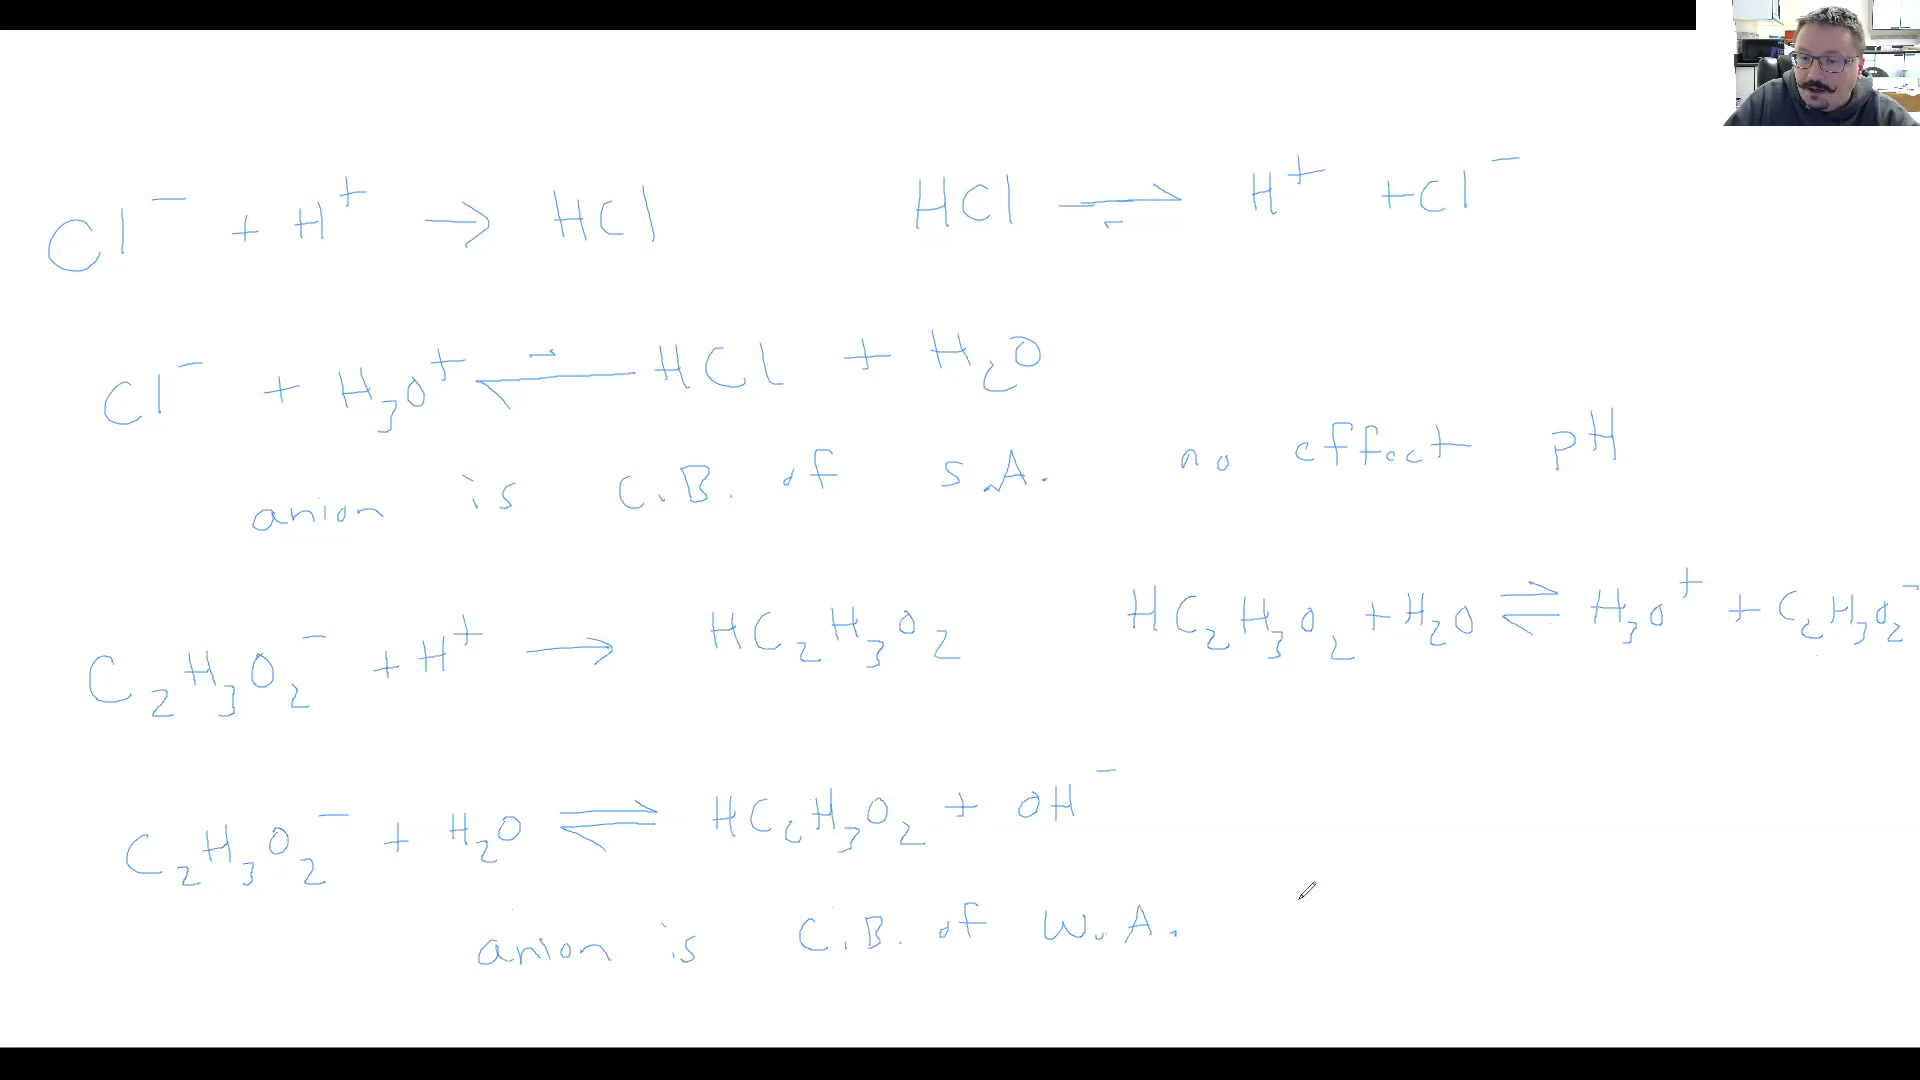 Cl⁻ + H⁺ → HCl
HCl ⇌ H⁺ + Cl⁻
Cl⁻ + H₃O⁺ ⇌ HCl + H₂O
anion is C.B. of S.A. no effect pH
C₂H₃O₂⁻ + H⁺ → HC₂H₃O₂
HC₂H₃O₂ + H₂O ⇌ H₃O⁺ + C₂H₃O₂⁻
C₂H₃O₂⁻ + H₂O ⇌ HC₂H₃O₂ + OH⁻
anion is C.B. of W.A.